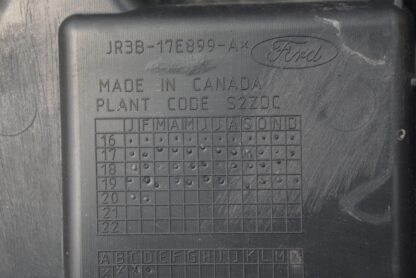 JR3B-17E899-A*
Ford
MADE IN CANADA
PLANT CODE S2ZDC
J F M A M J J A S O N D
16
17
18
19
20
21
22
A B C D E F G H I J K L M